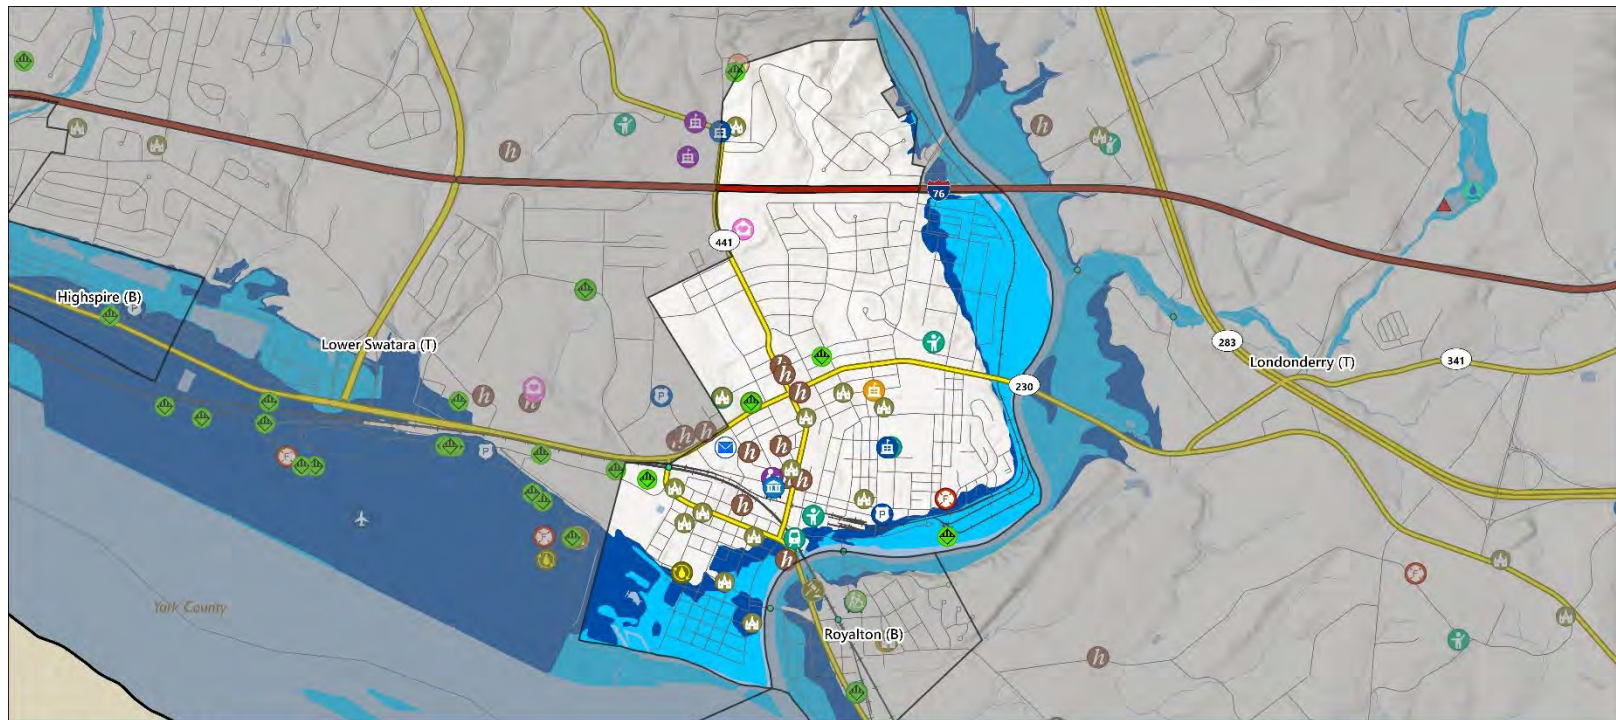 76
441
Highspire (B)
Lower Swatara (T)
283
Londonderry (T)
341
230
York County
Royalton (B)